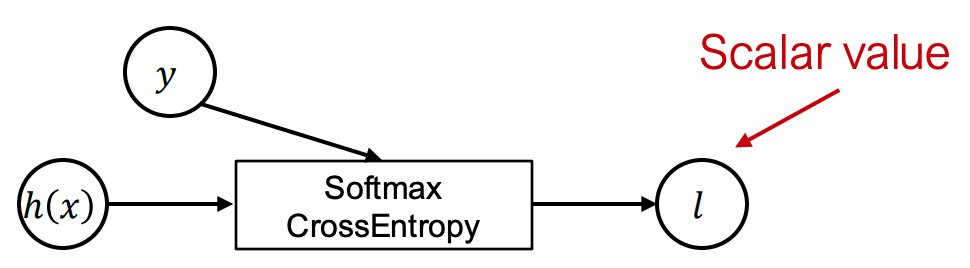 Scalar value
y
h(x)
Softmax
CrossEntropy
l